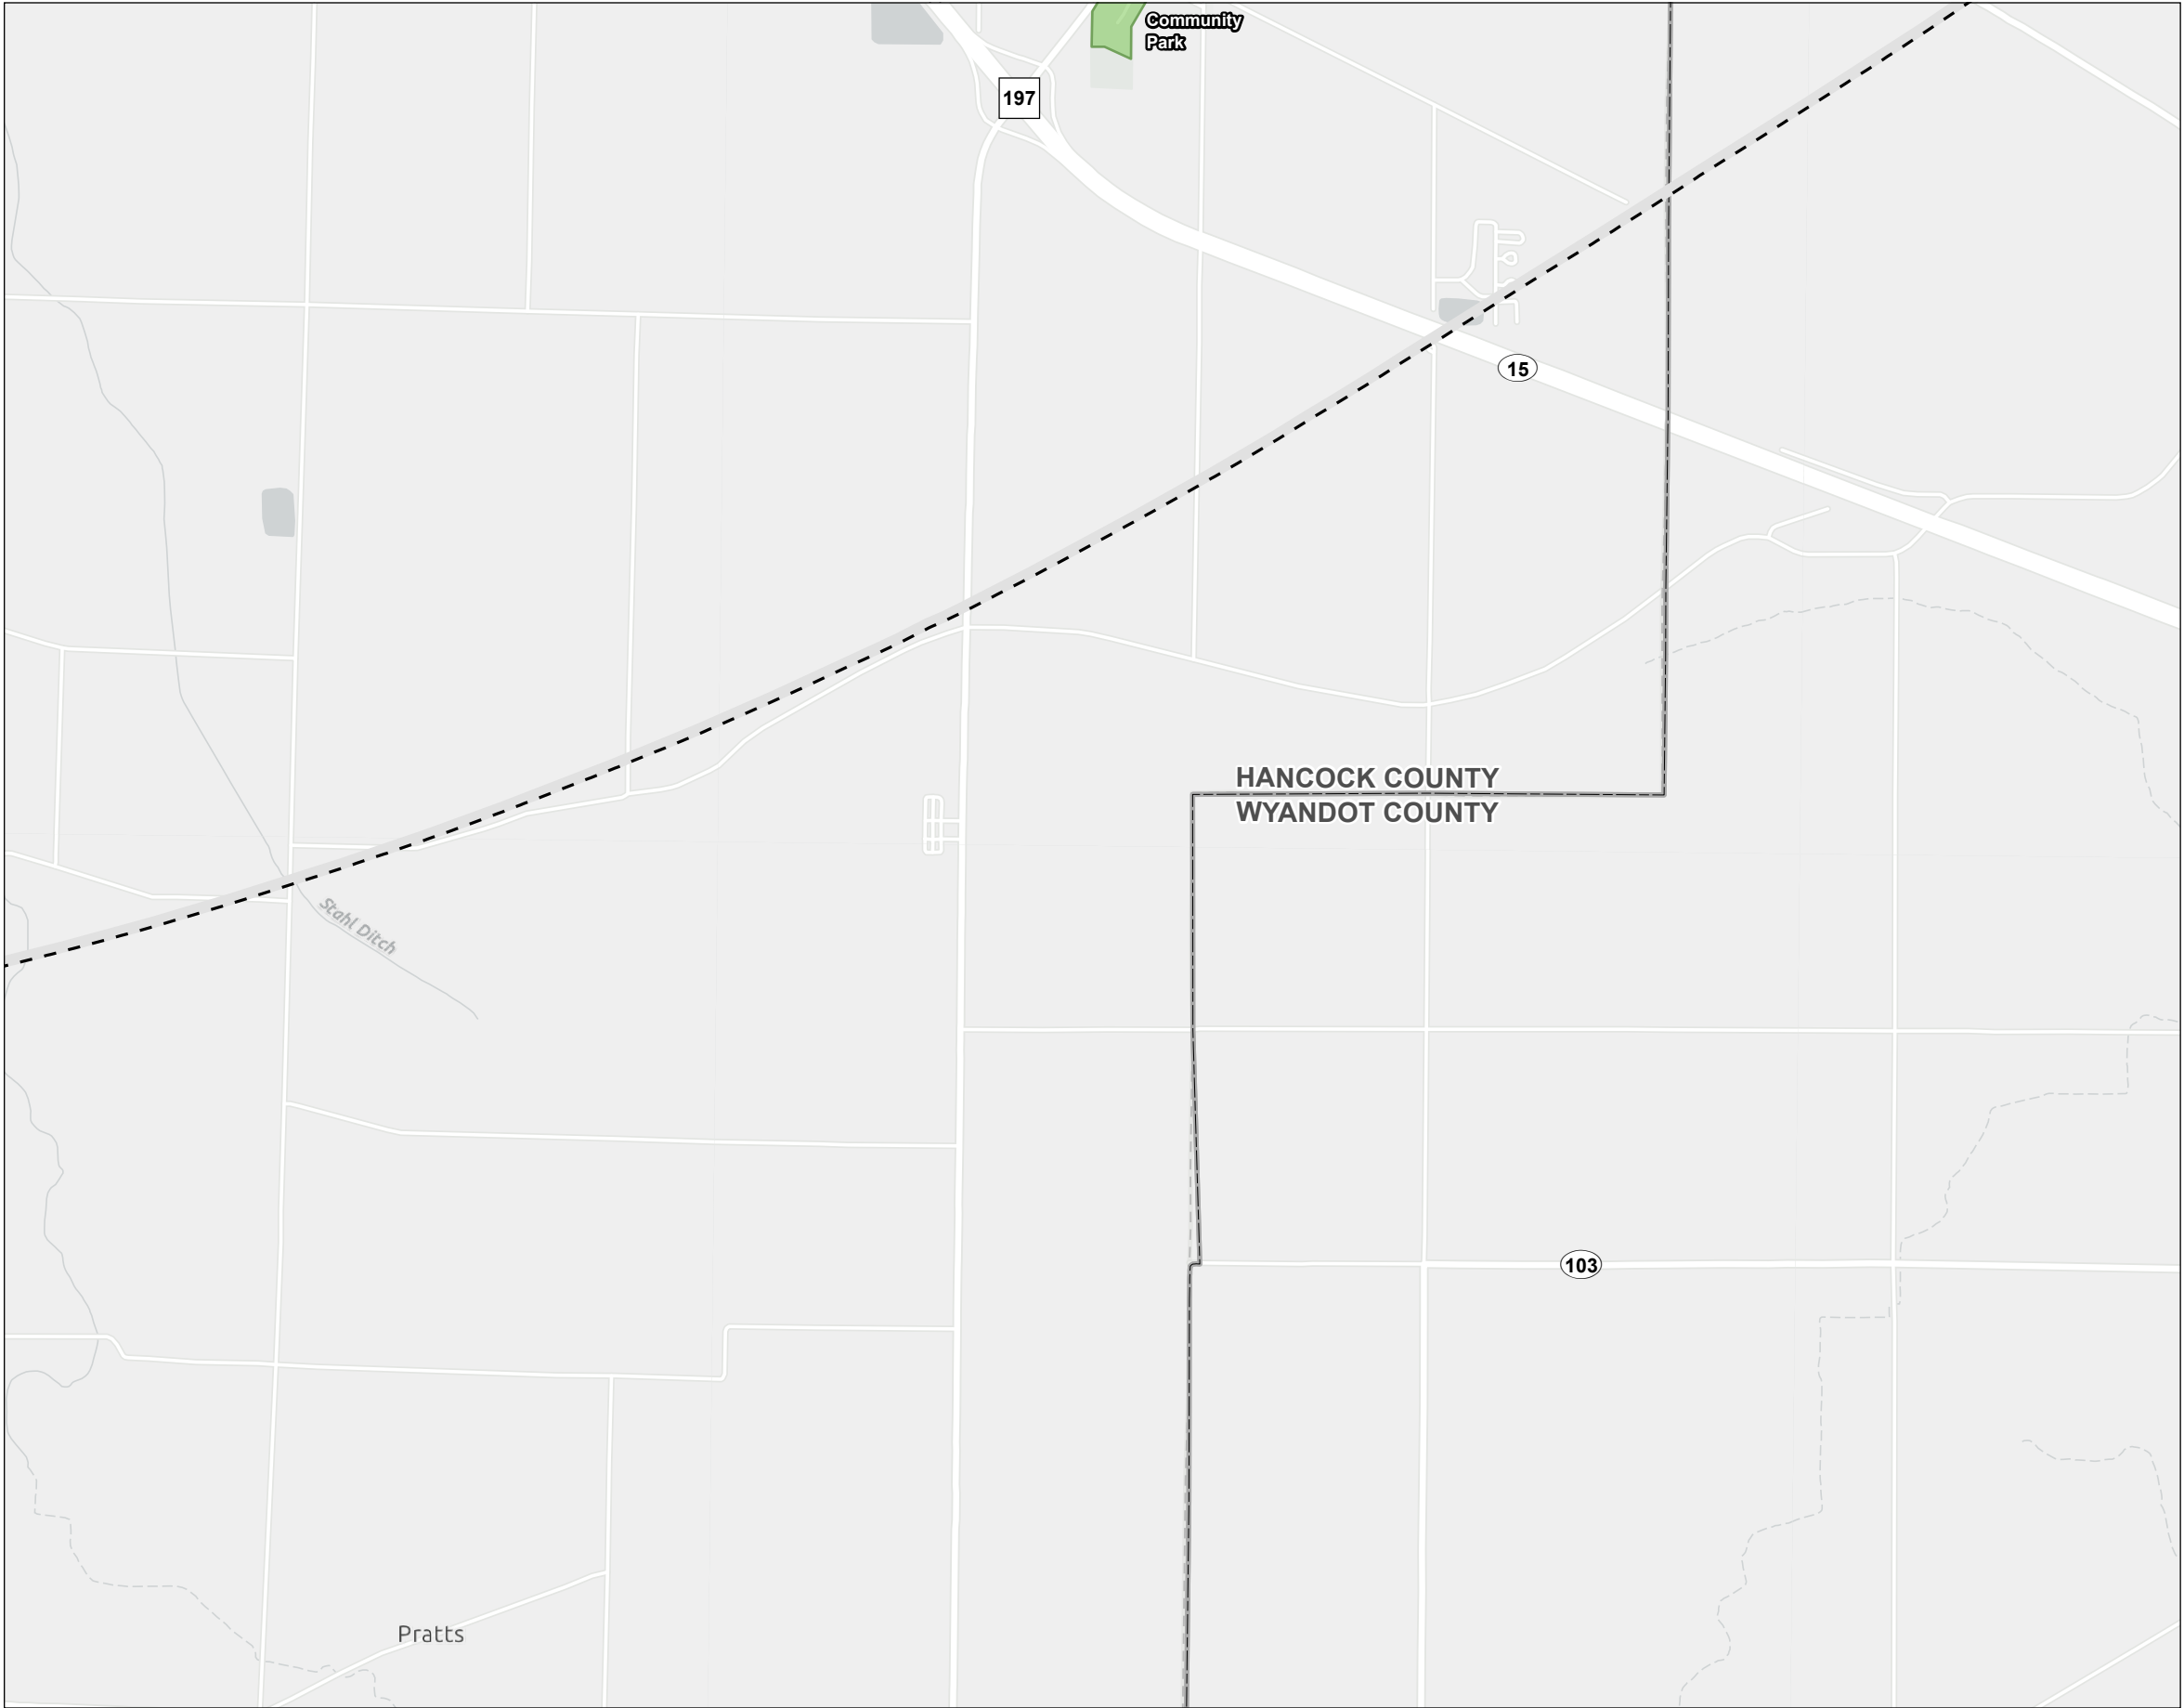 Community
Park
197
15
HANCOCK COUNTY
WYANDOT COUNTY
Stahl Ditch
103
Pratts